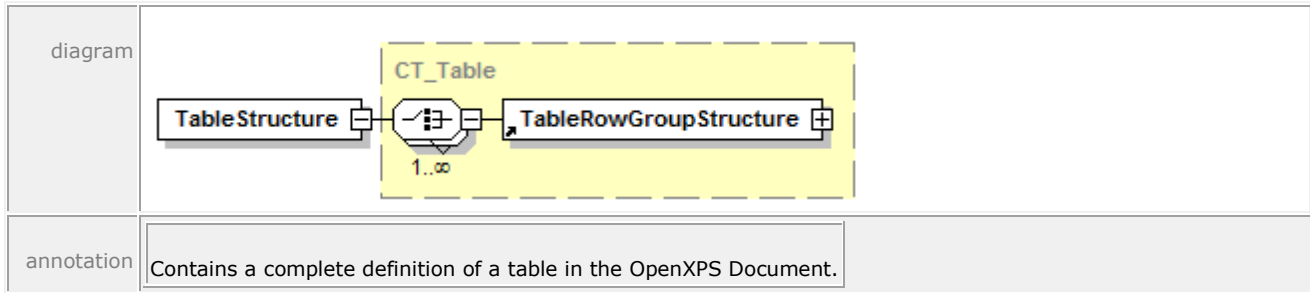 diagram
CT_Table
TableStructure
TableRowGroupStructure
1..∞
annotation
Contains a complete definition of a table in the OpenXPS Document.